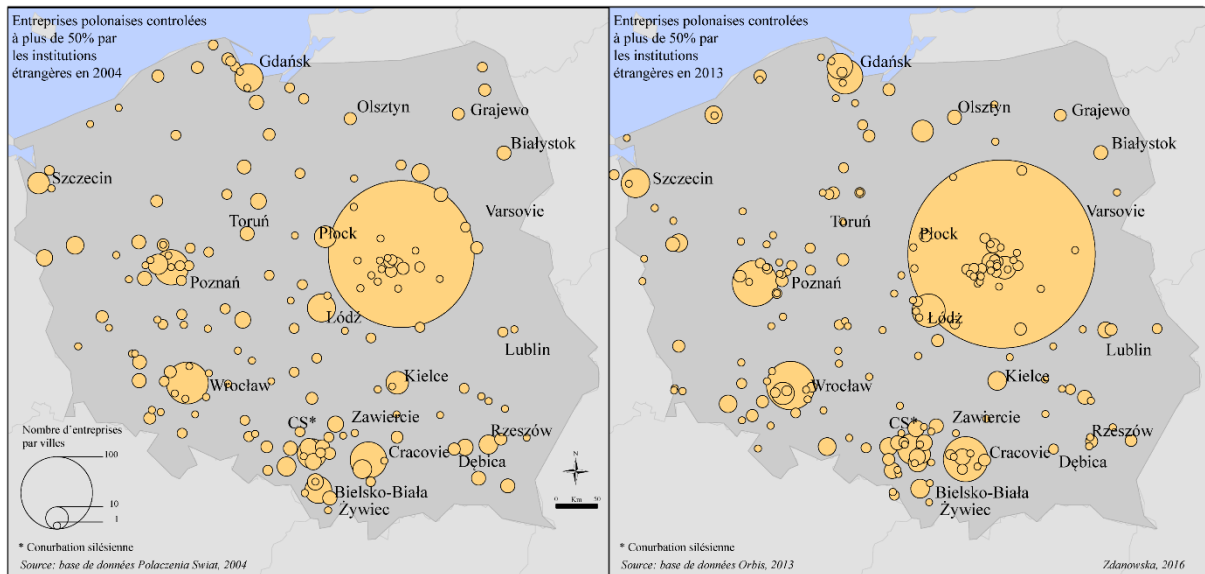 Entreprises polonaises controlées
à plus de 50% par
les institutions
étrangères en 2004
Gdańsk
Olsztyn
Grajewo
Białystok
Szczecin
Varsovic
Toruń
Płock
Poznań
Łódź
Lublin
Wrocław
Kielce
CS*
Zawiercie
Rzeszów
Cracovie
Dębica
Bielsko-Biała
Żywiec
Nombre d'entreprises
par villes
100
10
1
N
0 Km 50
* Conurbation silésienne
Source: base de données Polaczenia Swiat, 2004
Entreprises polonaises controlées
à plus de 50% par
les institutions
étrangères en 2013
Gdańsk
Olsztyn
Grajewo
Białystok
Szczecin
Varsovic
Toruń
Płock
Poznań
Łódź
Lublin
Wrocław
Kielce
CS*
Zawiercie
Rzeszów
Cracovie
Dębica
Bielsko-Biała
Żywiec
* Conurbation silésienne
Source: base de données Orbis, 2013
Zdanowska, 2016